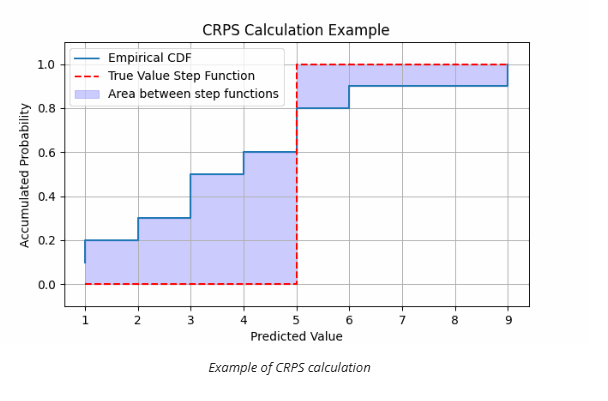 CRPS Calculation Example
Empirical CDF
True Value Step Function
Area between step functions
Accumulated Probability
1.0
0.8
0.6
0.4
0.2
0.0
1 2 3 4 5 6 7 8 9
Predicted Value
Example of CRPS calculation